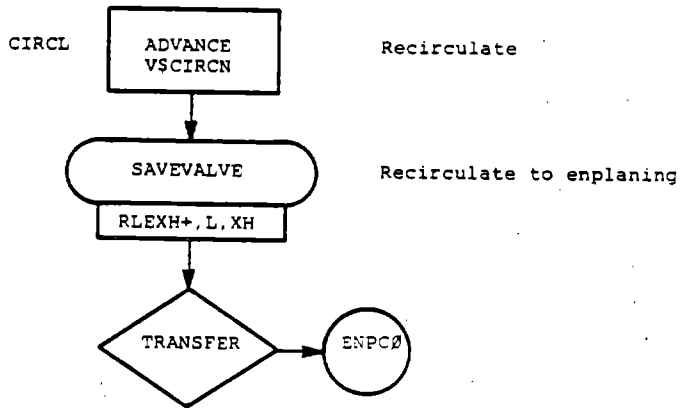 CIRCL
ADVANCE
V$CIRCN
Recirculate
SAVEVALVE
Recirculate to enplaning
RLEXH+,L,XH
TRANSFER
ENPCØ